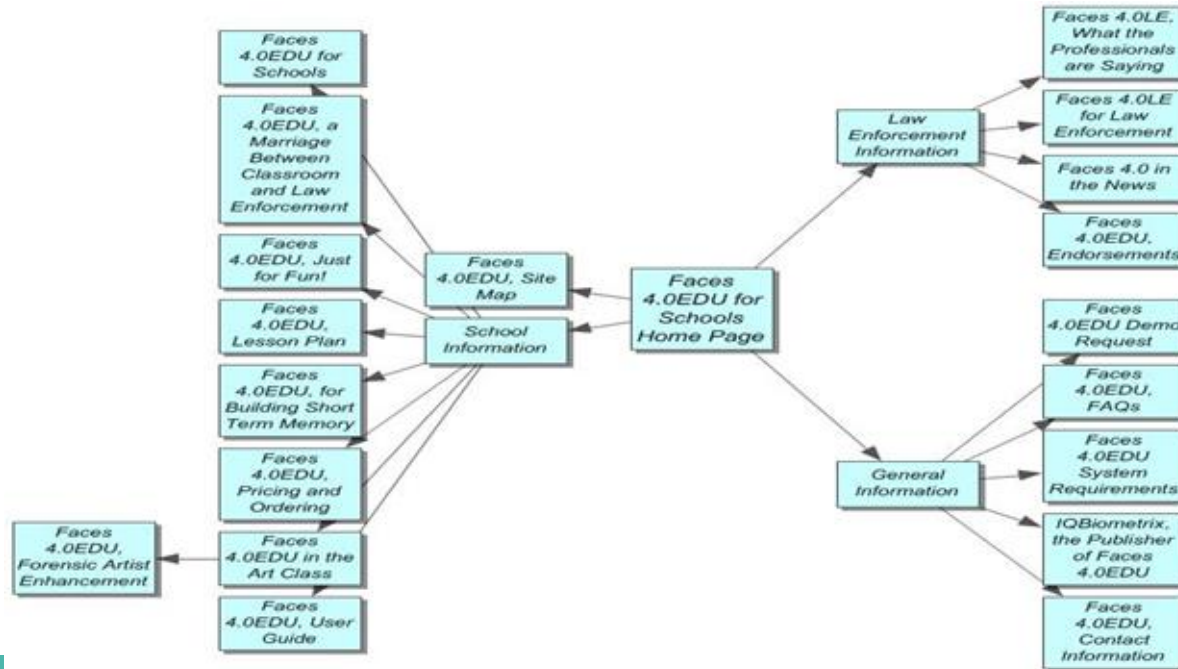 Faces
4.0EDU for
Schools
Faces
4.0EDU, a
Marriage
Between
Classroom
and Law
Enforcement
Faces
4.0EDU, Just
for Fun!
Faces
4.0EDU,
Lesson Plan
Faces
4.0EDU, for
Building Short
Term Memory
Faces
4.0EDU,
Pricing and
Ordering
Faces
4.0EDU in the
Art Class
Faces
4.0EDU, User
Guide
Faces
4.0EDU,
Forensic Artist
Enhancement
Faces
4.0EDU, Site
Map
School
Information
Faces
4.0EDU for
Schools
Home Page
Law
Enforcement
Information
General
Information
Faces 4.0LE,
What the
Professionals
are Saying
Faces 4.0LE
for Law
Enforcement
Faces 4.0 in
the News
Faces
4.0EDU,
Endorsements
Faces
4.0EDU Demo
Request
Faces
4.0EDU,
FAQs
Faces
4.0EDU
System
Requirements
IQBiometrix,
the Publisher
of Faces
4.0EDU
Faces
4.0EDU,
Contact
Information